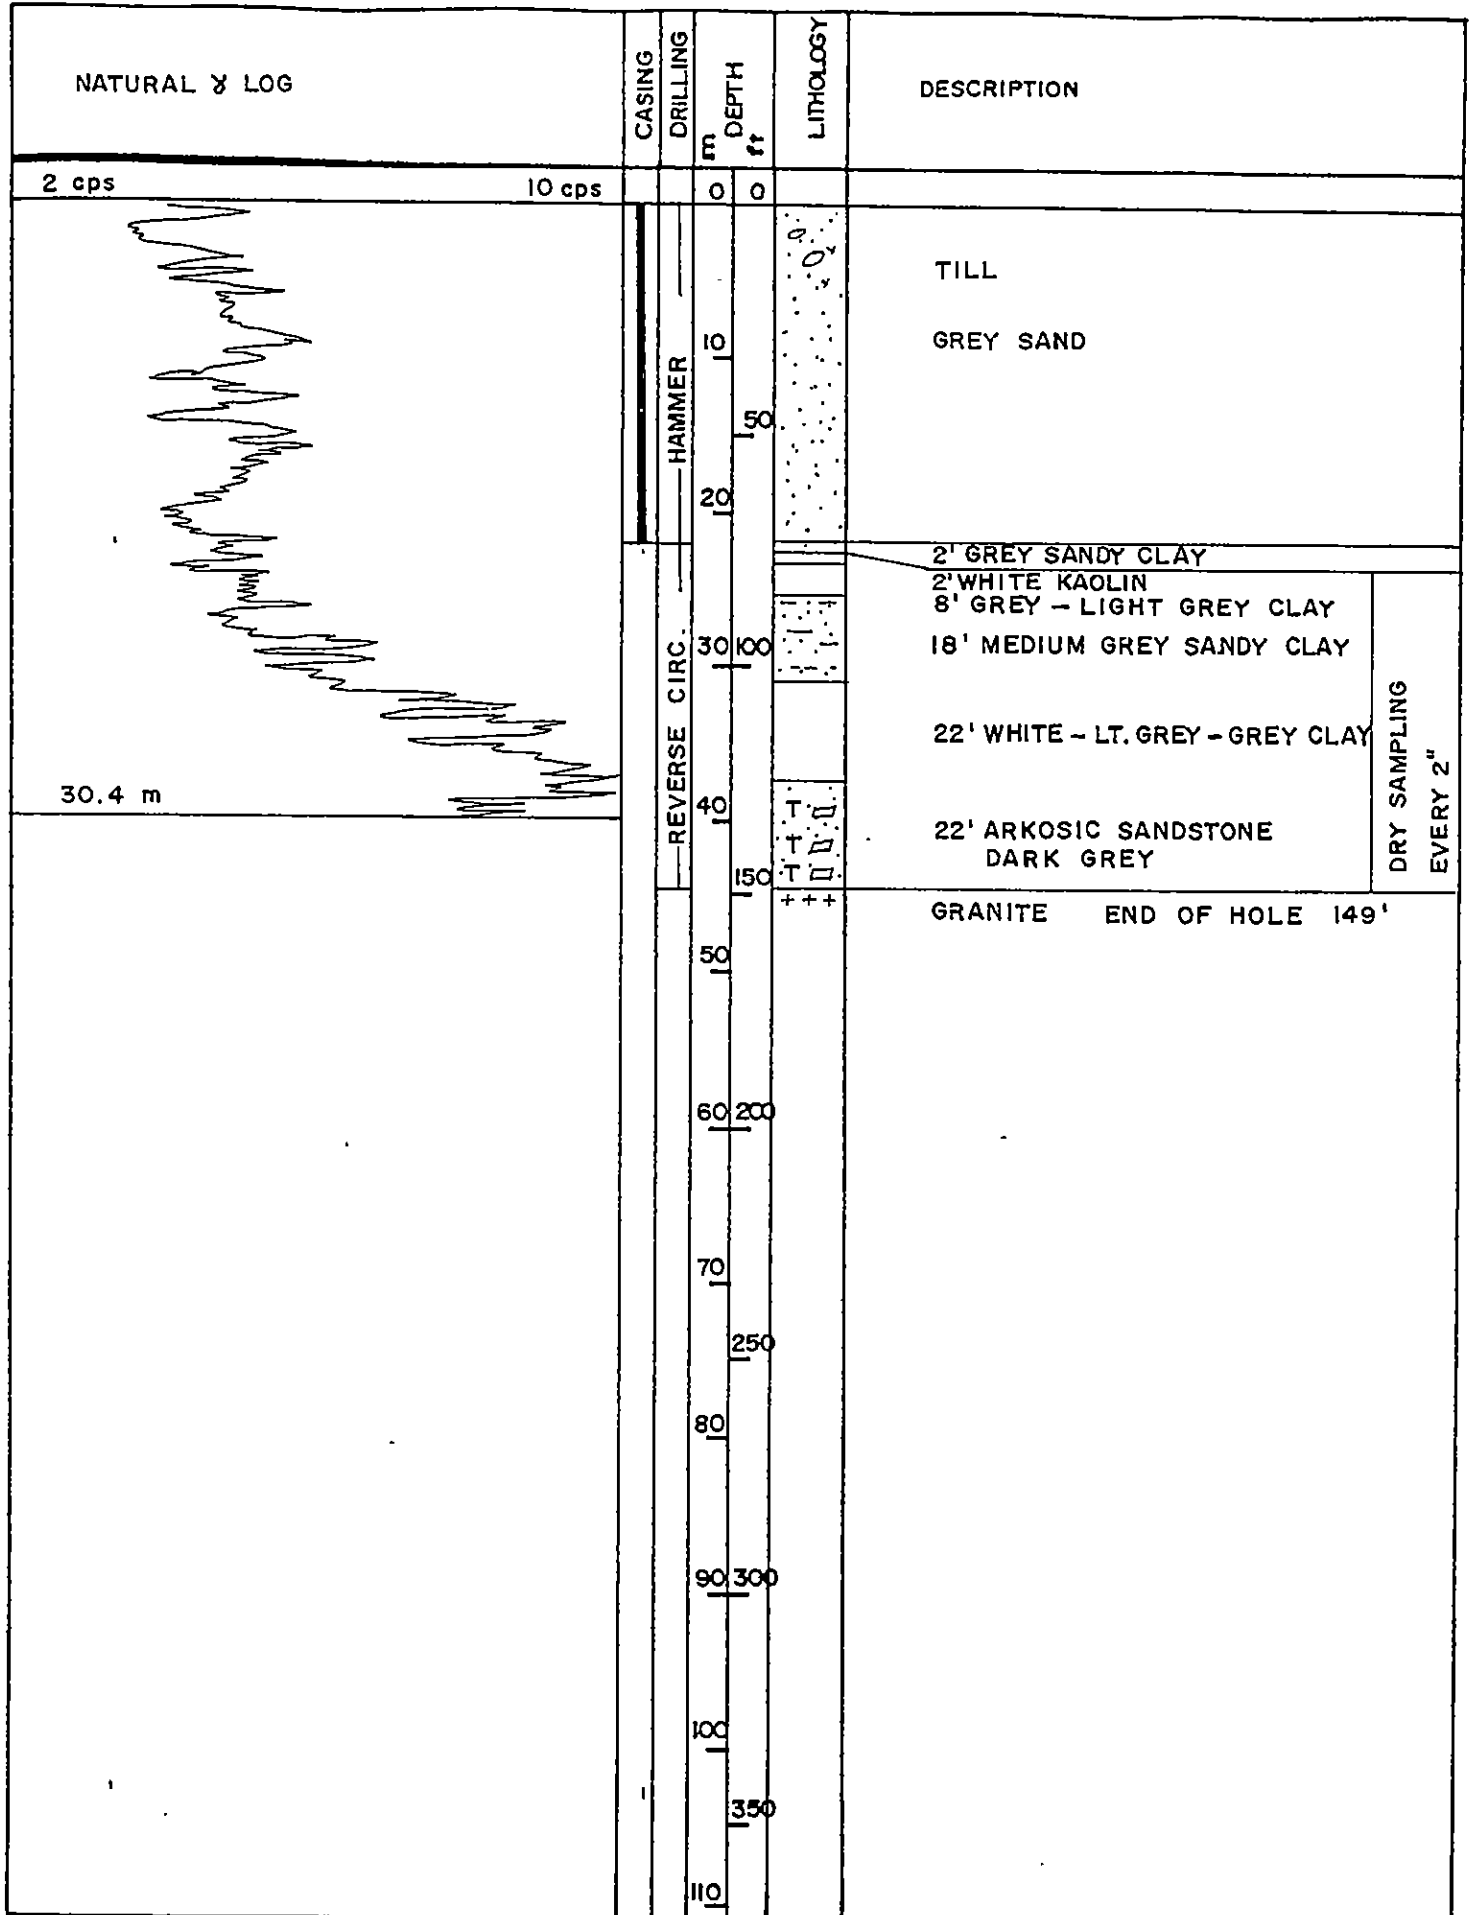 NATURAL ɣ LOG
CASING
DRILLING
DEPTH
m
ft
LITHOLOGY
DESCRIPTION
2 cps
10 cps
0
0
TILL
GREY SAND
10
50
20
HAMMER
2' GREY SANDY CLAY
2' WHITE KAOLIN
8' GREY – LIGHT GREY CLAY
18' MEDIUM GREY SANDY CLAY
30
100
REVERSE CIRC.
22' WHITE – LT. GREY – GREY CLAY
DRY SAMPLING
EVERY 2"
30.4 m
40
T
T
T
22' ARKOSIC SANDSTONE
DARK GREY
150
+ + +
GRANITE END OF HOLE 149'
50
60
200
70
250
80
90
300
100
350
110